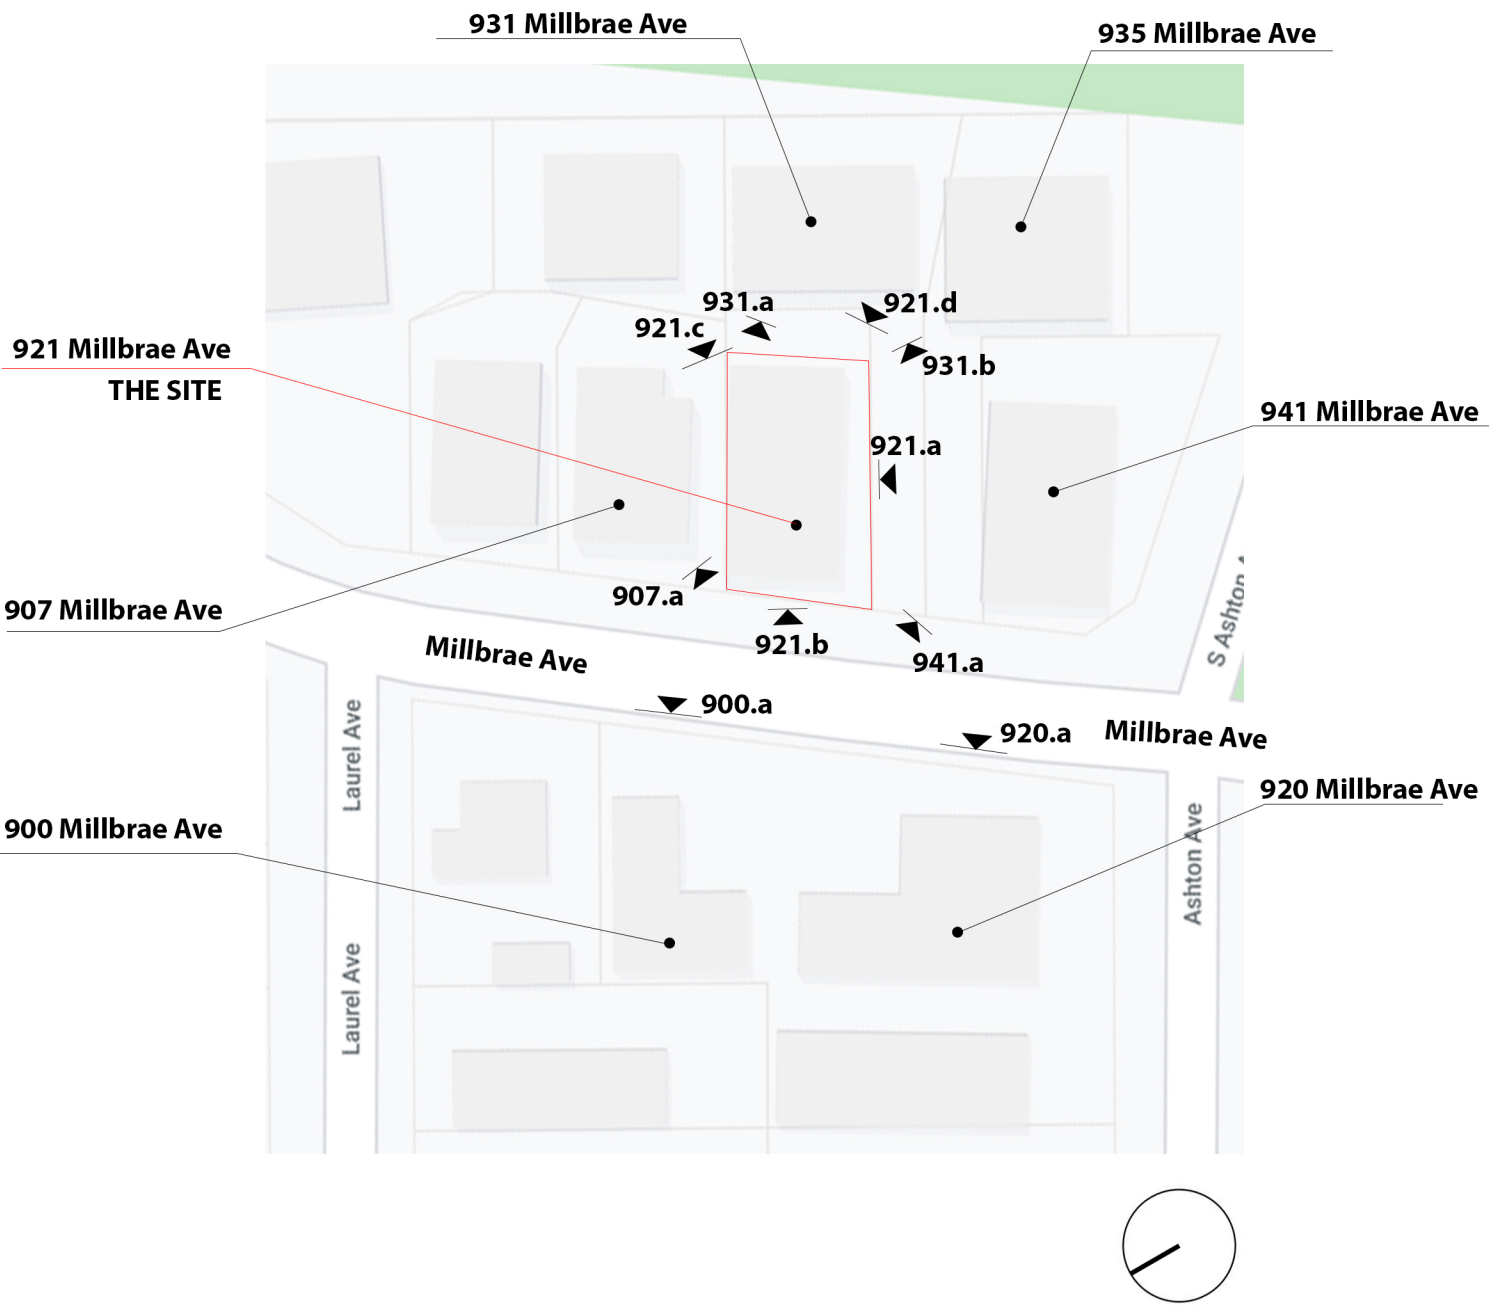 931 Millbrae Ave
935 Millbrae Ave
931.a
921.d
921.c
921 Millbrae Ave
THE SITE
931.b
941 Millbrae Ave
921.a
907.a
907 Millbrae Ave
S Ashton
921.b
Millbrae Ave
941.a
900.a
920.a
Millbrae Ave
Laurel Ave
920 Millbrae Ave
900 Millbrae Ave
Ashton Ave
Laurel Ave